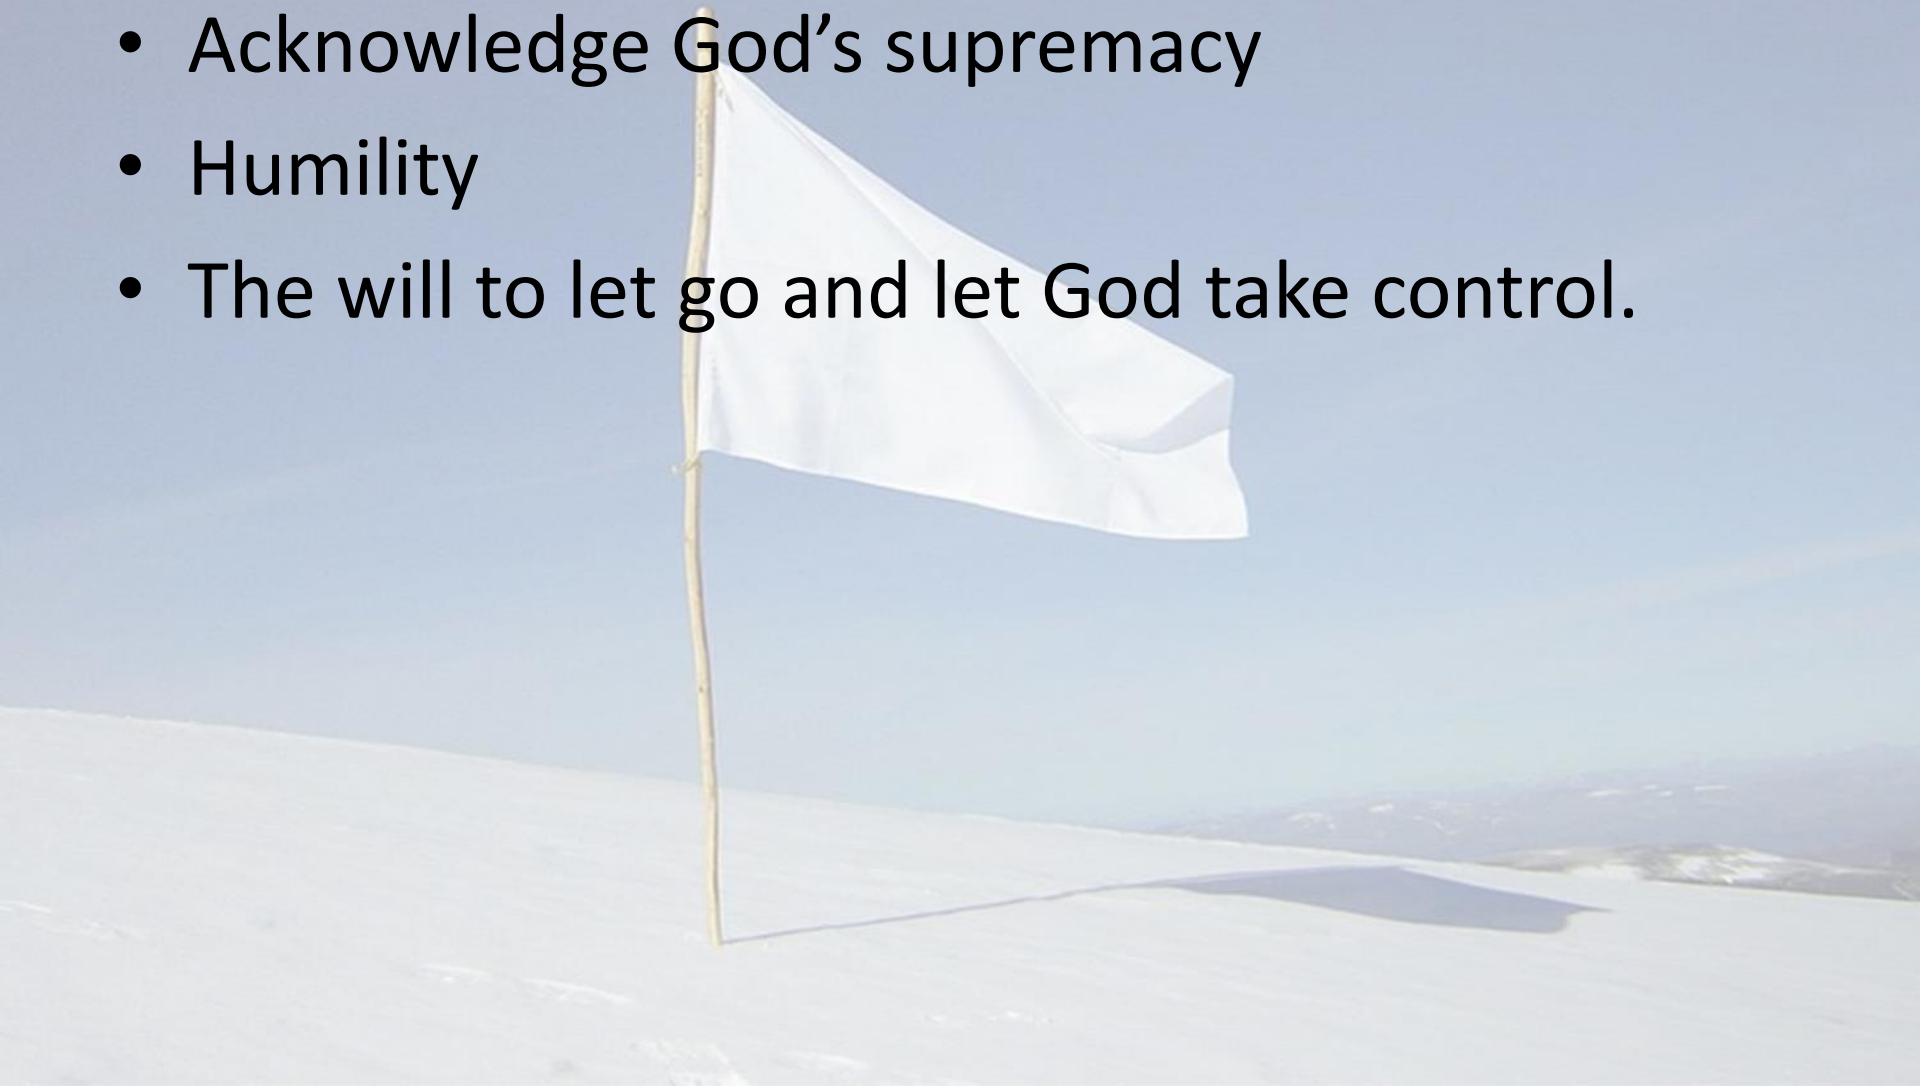 • Acknowledge God’s supremacy
• Humility
• The will to let go and let God take control.